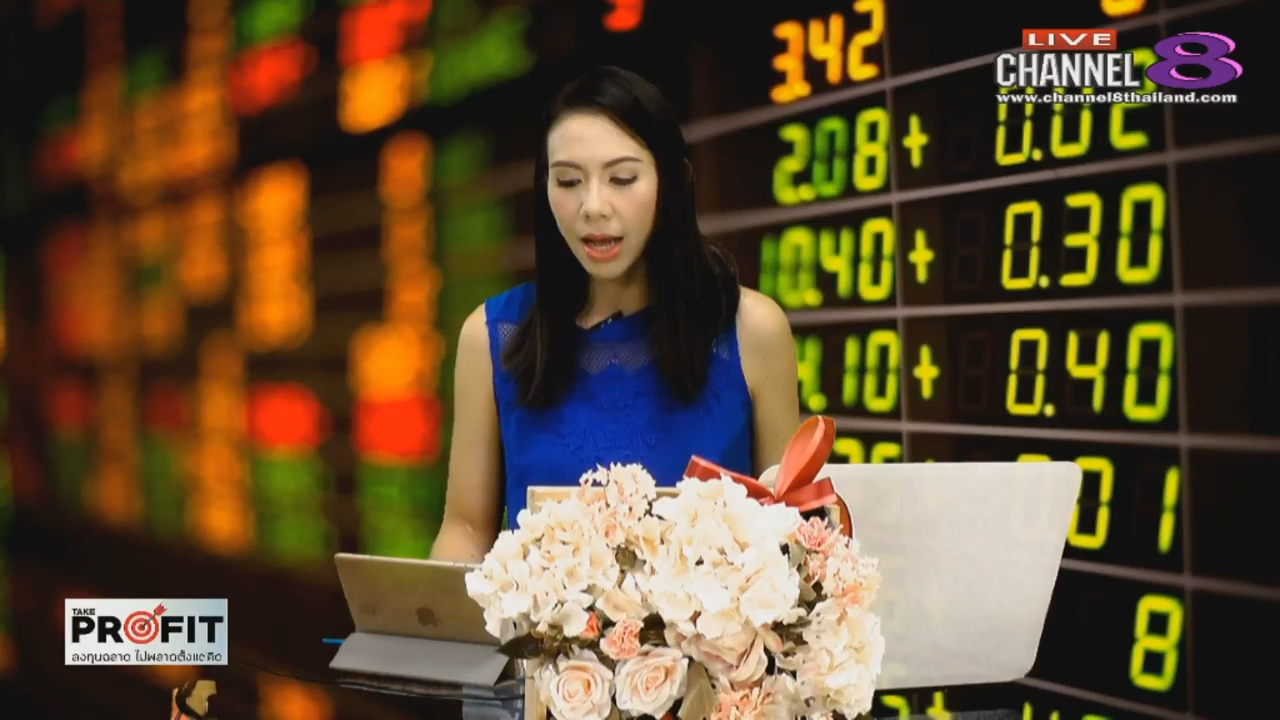 3.42
LIVE
CHANNEL 8
www.channel8thailand.com
2.08 + 0.02
10.40 + 0.30
.10 + 0.40
1
8
TAKE
PROFIT
ลงทุนฉลาด ไม่พลาดตั้งแต่คิด